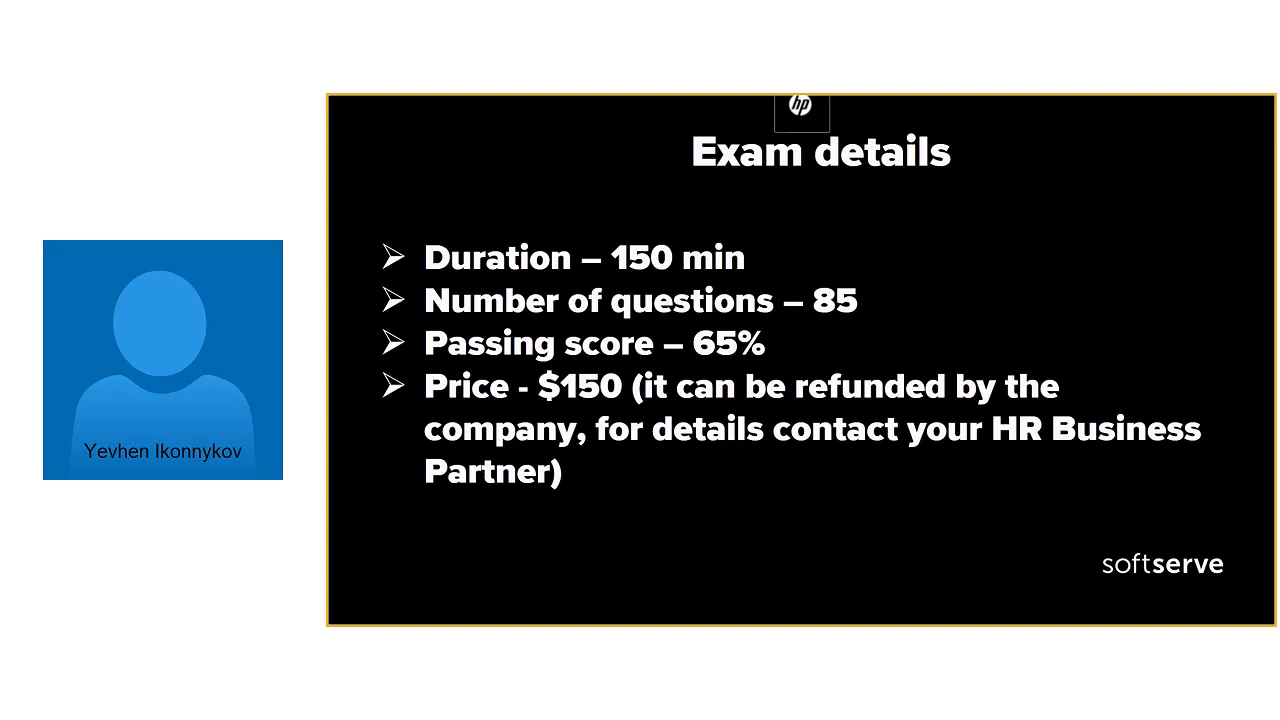 hp
Exam details
➢ Duration – 150 min
➢ Number of questions – 85
➢ Passing score – 65%
➢ Price - $150 (it can be refunded by the
company, for details contact your HR Business
Partner)
Yevhen Ikonnykov
softserve